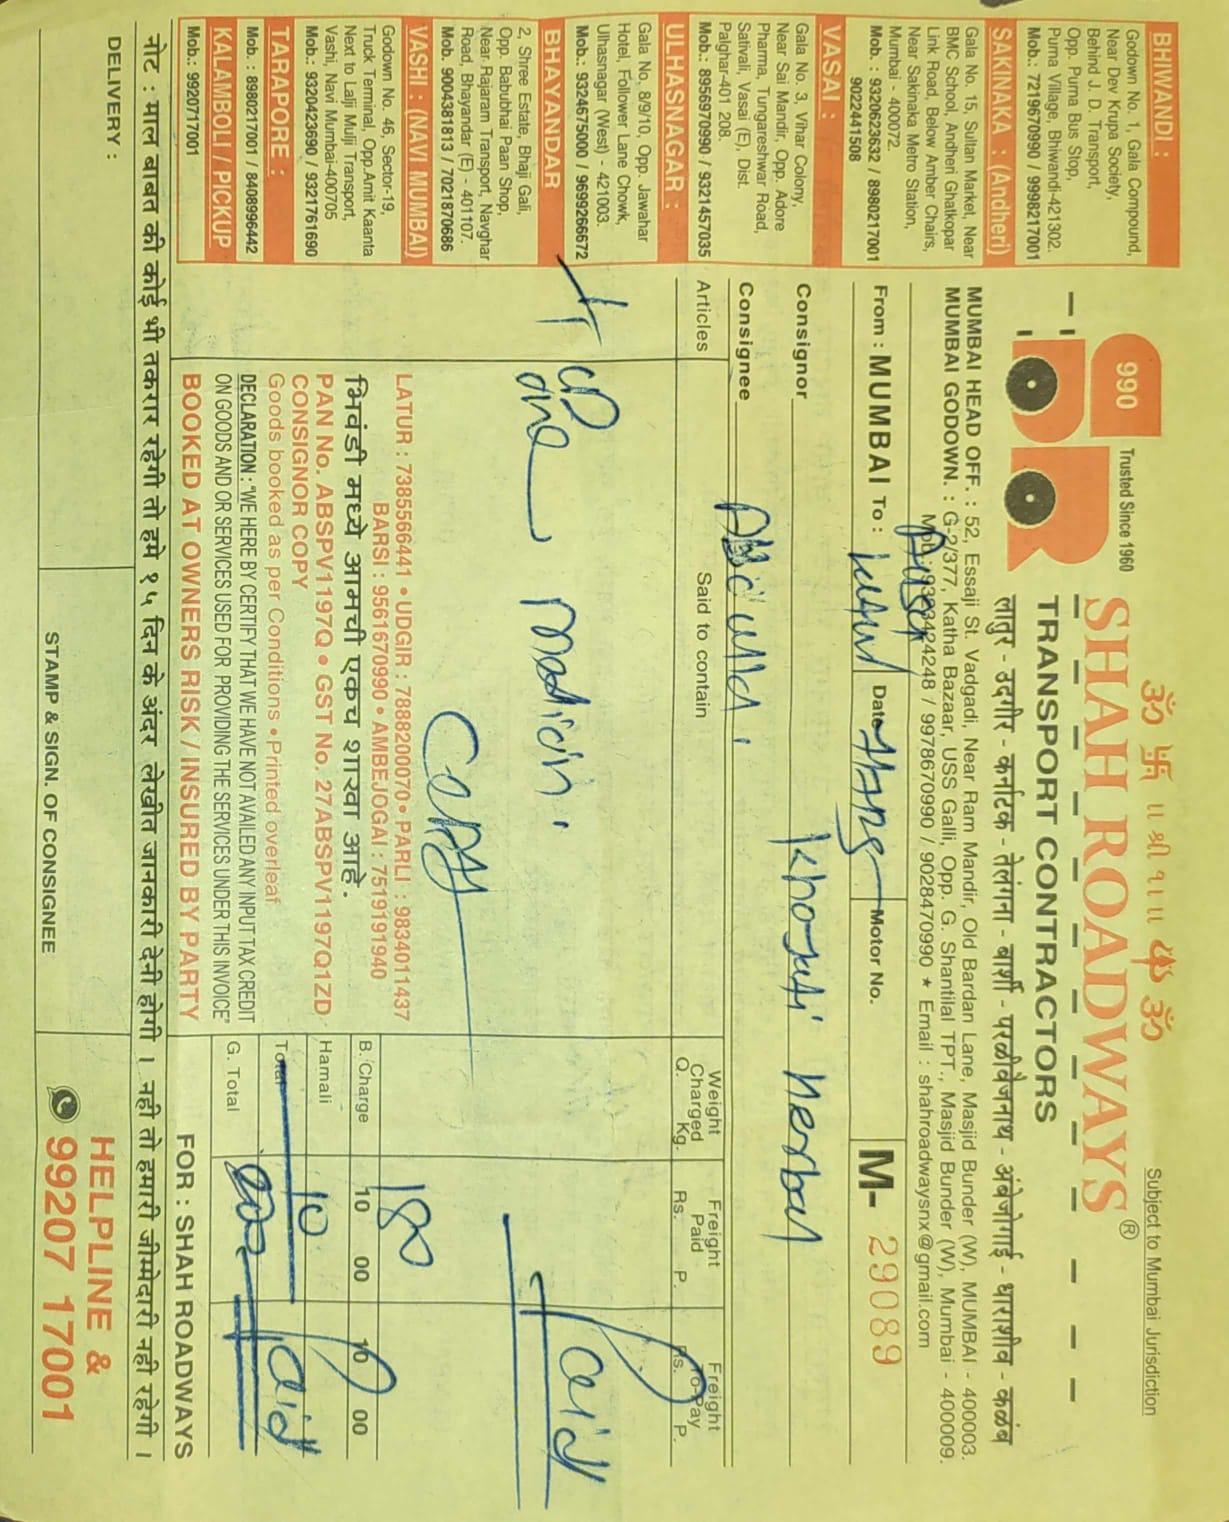 ॐ 卐 ॥ श्री १॥ ॐ
Subject to Mumbai Jurisdiction
990
Trusted Since 1960
SHAH ROADWAYS ®
TRANSPORT CONTRACTORS
लातुर - उदगीर - कर्नाटक - तेलंगना - बार्शी - परळीवैजनाथ - अंबेजोगाई - धाराशीव - कळंब
MUMBAI HEAD OFF. : 52, Essaji St. Vadgadi, Near Ram Mandir, Old Bardan Lane, Masjid Bunder (W), MUMBAI - 400003.
MUMBAI GODOWN. : G-2/377, Katha Bazaar, USS Galli, Opp. G. Shantilal TPT., Masjid Bunder (W), Mumbai - 400009.
424248 / 9978670990 / 9028470990 ★ Email : shahroadwaysnx@gmail.com
From : MUMBAI To :
Date
Motor No.
M- 29089
Consignor
Consignee
Articles
Said to contain
Weight Charged
Q. Kg.
Freight Paid
Rs. P.
Freight To-Pay
Rs. P.
one
Paid
180
LATUR : 7385566441 • UDGIR : 7888200070 • PARLI : 9834011437
BARSI : 9561670990 • AMBEJOGAI : 7519191940
भिवंडी मध्ये आमची एकच शाखा आहे.
PAN No. ABSPV1197Q • GST No. 27ABSPV1197Q1ZD
CONSIGNOR COPY
Goods booked as per Conditions • Printed overleaf
DECLARATION : "WE HERE BY CERTIFY THAT WE HAVE NOT AVAILED ANY INPUT TAX CREDIT
ON GOODS AND OR SERVICES USED FOR PROVIDING THE SERVICES UNDER THIS INVOICE"
BOOKED AT OWNERS RISK / INSURED BY PARTY
B. Charge 10 00 10 00
Hamali 10
Total
G. Total 200 Paid
FOR : SHAH ROADWAYS
नोट : माल बाबत की कोई भी तकरार रहेगी तो हमे १५ दिन के अंदर लेखीत जानकारी देनी होगी । नही तो हमारी जीम्मेदारी नही रहेगी ।
DELIVERY :
STAMP & SIGN. OF CONSIGNEE
HELPLINE &
99207 17001
BHIWANDI :
Godown No. 1, Gala Compound,
Near Dev Krupa Society,
Behind J. D. Transport,
Opp. Purna Bus Stop,
Purna Village, Bhiwandi-421302.
Mob.: 7219670990 / 9998217001
SAKINAKA : (Andheri)
Gala No. 15, Sultan Market, Near
BMC School, Andheri Ghatkopar
Link Road, Below Amber Chairs,
Near Sakinaka Metro Station,
Mumbai - 400072.
Mob. : 9320623632 / 8980217001
9022441508
VASAI :
Gala No. 3, Vihar Colony,
Near Sai Mandir, Opp. Adore
Pharma, Tungareshwar Road,
Sativali, Vasai (E), Dist.
Palghar-401 208.
Mob.: 8956970990 / 9321457035
ULHASNAGAR :
Gala No. 8/9/10, Opp. Jawahar
Hotel, Follower Lane Chowk,
Ulhasnagar (West) - 421003.
Mob.: 9324675000 / 9699266672
BHAYANDAR
2, Shree Estate, Bhaji Gali,
Opp. Babubhai Paan Shop,
Near. Rajaram Transport, Navghar
Road, Bhayandar (E) - 401107.
Mob. 9004381813 / 7021870686
VASHI : (NAVI MUMBAI)
Godown No. 46, Sector-19,
Truck Terminal, Opp.Amit Kaanta
Next to Lalji Mulji Transport,
Vashi, Navi Mumbai-400705
Mob.: 9320423690 / 9321761690
TARAPORE :
Mob. : 8980217001 / 8408996442
KALAMBOLI / PICKUP
Mob.: 9920717001